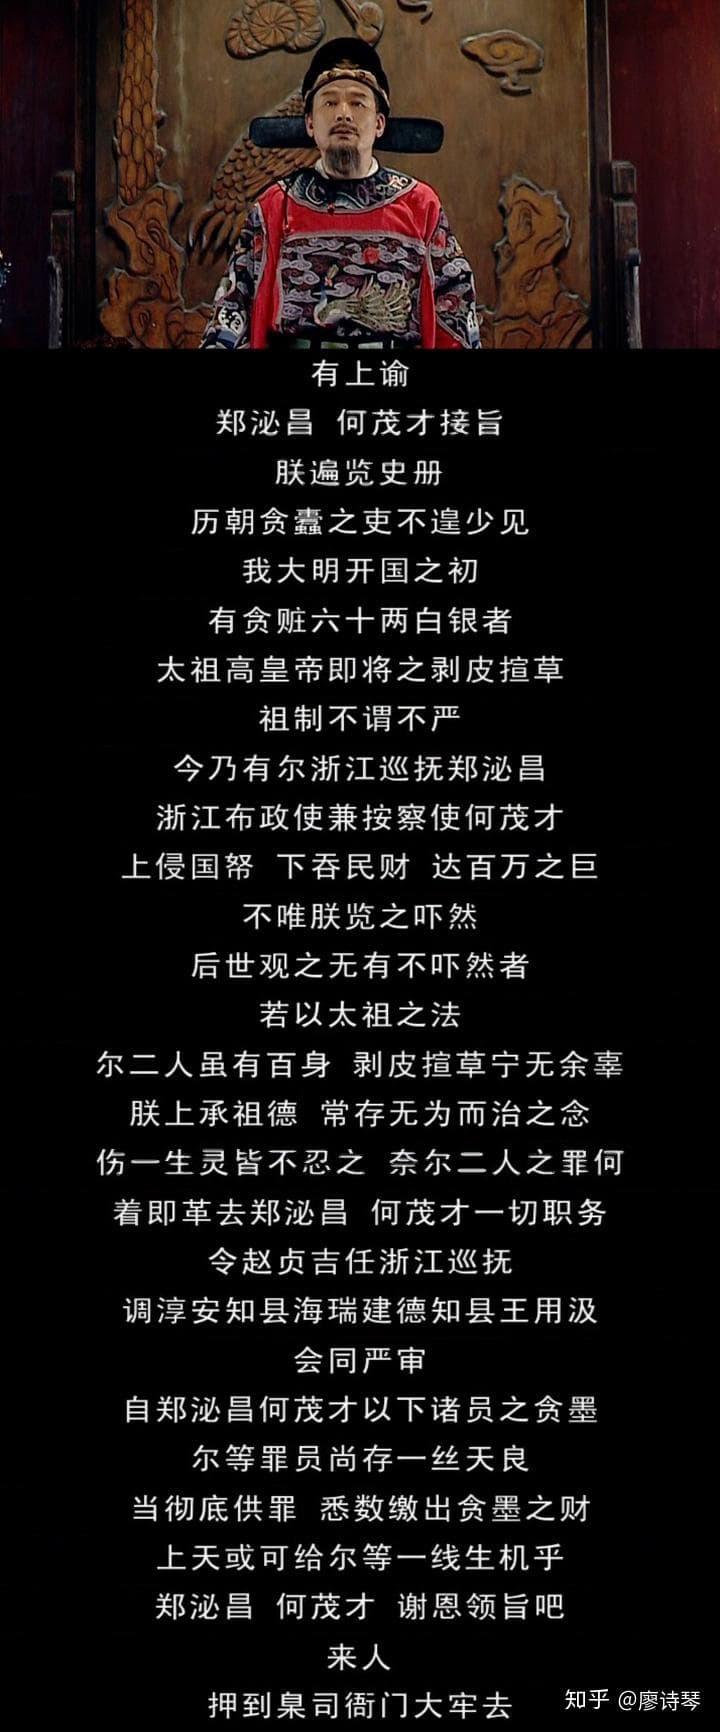 有上谕
郑泌昌 何茂才接旨
朕遍览史册
历朝贪蠹之吏不遑少见
我大明开国之初
有贪赃六十两白银者
太祖高皇帝即将之剥皮揎草
祖制不谓不严
今乃有尔浙江巡抚郑泌昌
浙江布政使兼按察使何茂才
上侵国帑 下吞民财 达百万之巨
不唯朕览之吓然
后世观之无有不吓然者
若以太祖之法
尔二人虽有百身 剥皮揎草宁无余辜
朕上承祖德 常存无为而治之念
伤一生灵皆不忍之 奈尔二人之罪何
着即革去郑泌昌 何茂才一切职务
令赵贞吉任浙江巡抚
调淳安知县海瑞建德知县王用汲
会同严审
自郑泌昌何茂才以下诸员之贪墨
尔等罪员尚存一丝天良
当彻底供罪 悉数缴出贪墨之财
上天或可给尔等一线生机乎
郑泌昌 何茂才 谢恩领旨吧
来人
押到臬司衙门大牢去
知乎 @廖诗琴